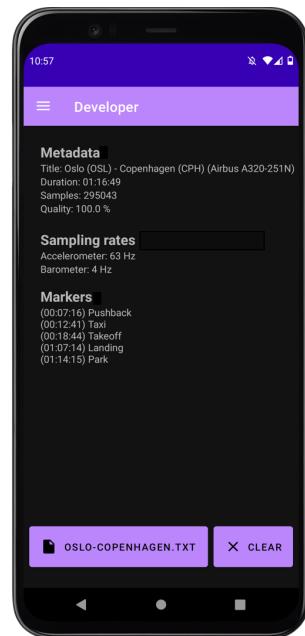 10:57
Developer
Metadata
Title: Oslo (OSL) - Copenhagen (CPH) (Airbus A320-251N)
Duration: 01:16:49
Samples: 295043
Quality: 100.0 %
Sampling rates
Accelerometer: 63 Hz
Barometer: 4 Hz
Markers
(00:07:16) Pushback
(00:12:41) Taxi
(00:18:44) Takeoff
(01:07:14) Landing
(01:14:15) Park
OSLO-COPENHAGEN.TXT CLEAR